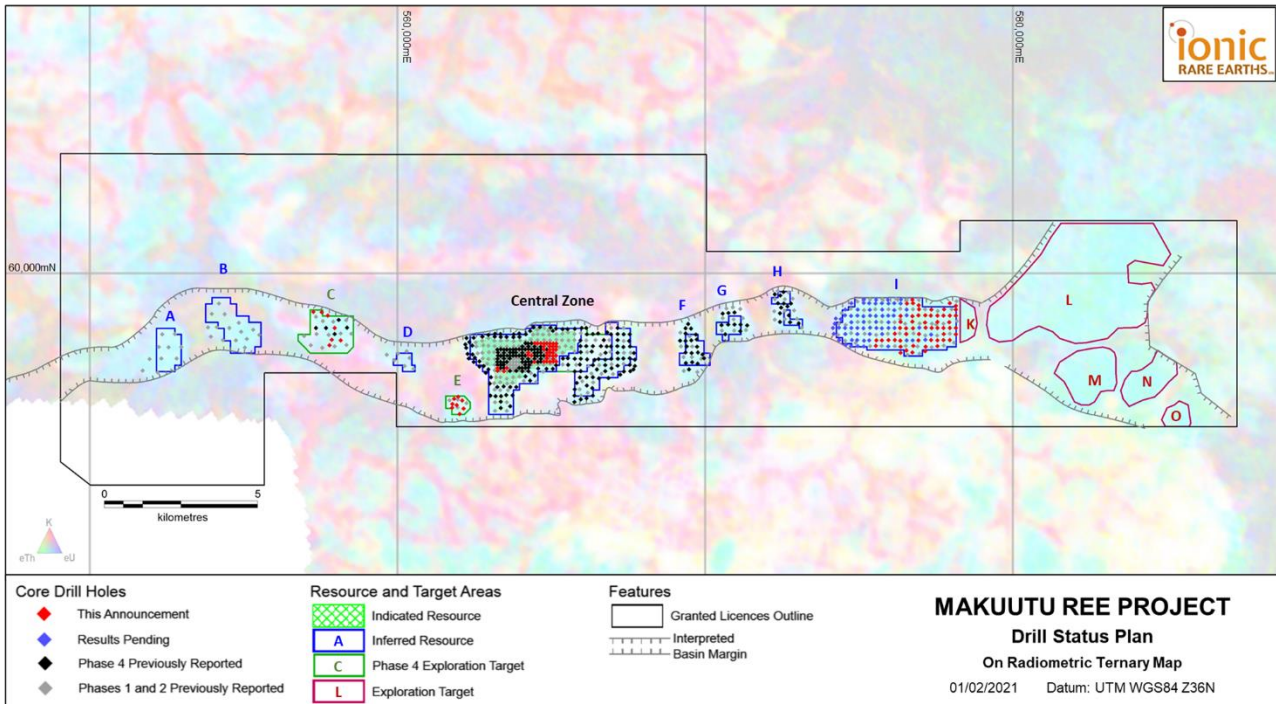 560,000mE
580,000mE
ionic
RARE EARTHS
60,000mN
A
B
C
D
E
Central Zone
F
G
H
I
K
L
M
N
O
0 5
kilometres
K
eTh eU
Core Drill Holes
This Announcement
Results Pending
Phase 4 Previously Reported
Phases 1 and 2 Previously Reported
Resource and Target Areas
Indicated Resource
A Inferred Resource
C Phase 4 Exploration Target
L Exploration Target
Features
Granted Licences Outline
Interpreted
Basin Margin
MAKUUTU REE PROJECT
Drill Status Plan
On Radiometric Ternary Map
01/02/2021 Datum: UTM WGS84 Z36N